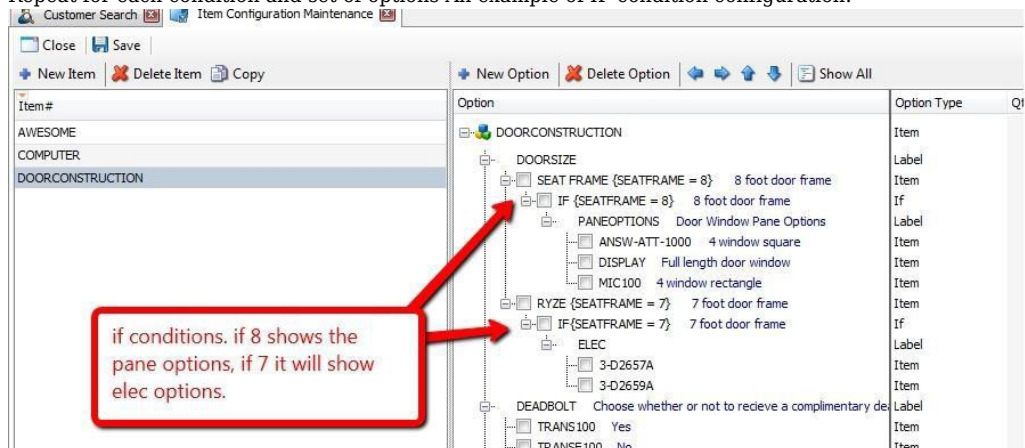 Repeat for each condition and set of options An example of IF condition configuration:
Customer Search Item Configuration Maintenance
Close Save
New Item Delete Item Copy New Option Delete Option Show All
Item# Option Option Type
AWESOME DOORCONSTRUCTION Item
COMPUTER DOORSIZE Label
DOORCONSTRUCTION SEAT FRAME {SEATFRAME = 8} 8 foot door frame Item
IF {SEATFRAME = 8} 8 foot door frame If
PANEOPTIONS Door Window Pane Options Label
ANSW-ATT-1000 4 window square Item
DISPLAY Full length door window Item
MIC100 4 window rectangle Item
RYZE {SEATFRAME = 7} 7 foot door frame Item
IF{SEATFRAME = 7} 7 foot door frame If
ELEC Label
3-D2657A Item
3-D2659A Item
DEADBOLT Choose whether or not to recieve a complimentary de Label
TRANS100 Yes Item
TRANSF100 No Item
if conditions. if 8 shows the
pane options, if 7 it will show
elec options.